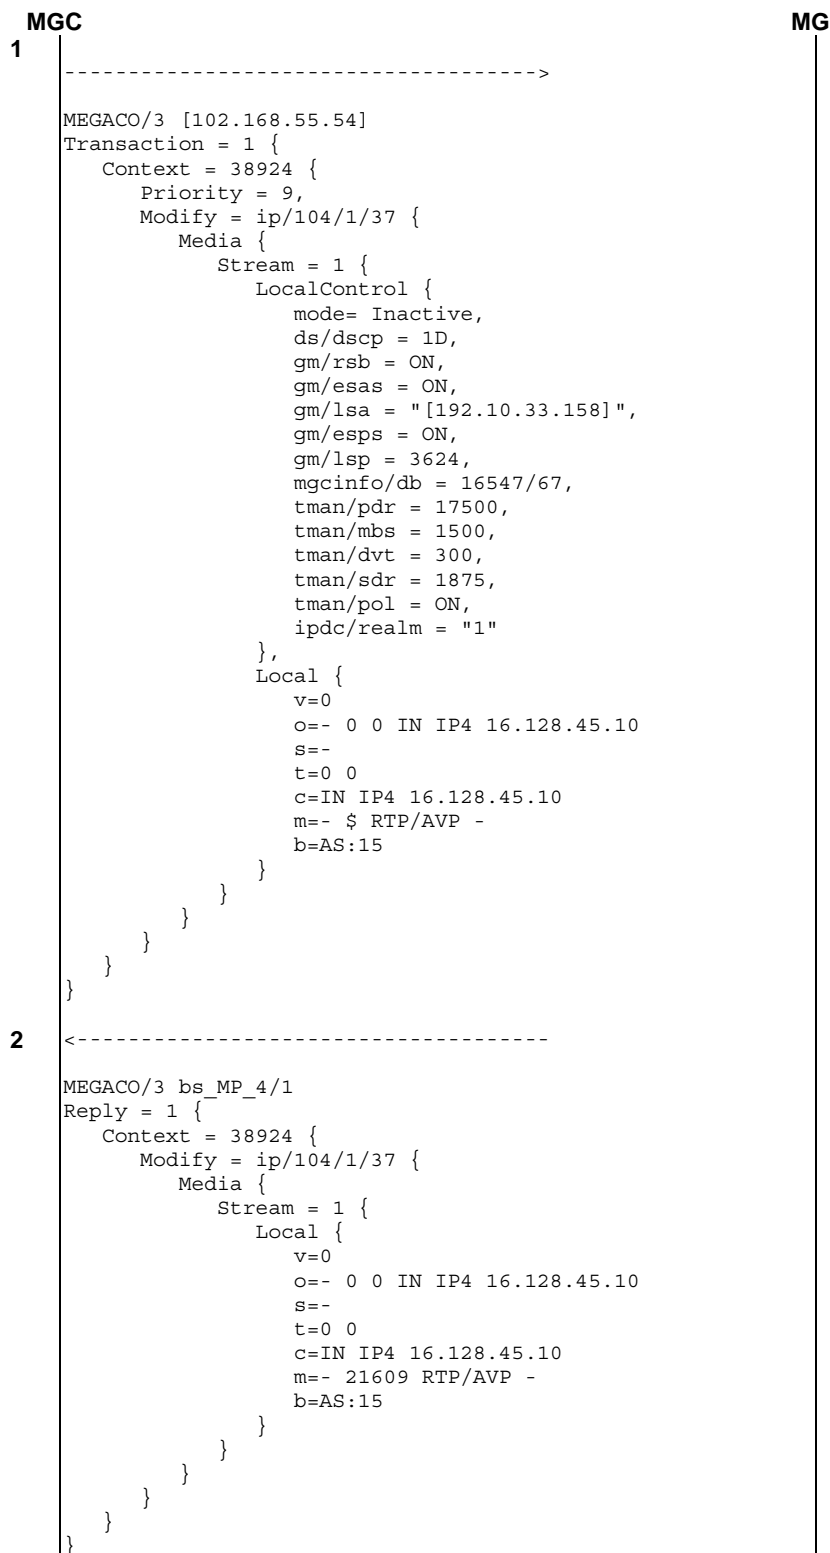 MGC MG
1
------------------------------------->
MEGACO/3 [102.168.55.54]
Transaction = 1 {
   Context = 38924 {
      Priority = 9,
      Modify = ip/104/1/37 {
         Media {
            Stream = 1 {
               LocalControl {
                  mode= Inactive,
                  ds/dscp = 1D,
                  gm/rsb = ON,
                  gm/esas = ON,
                  gm/lsa = "[192.10.33.158]",
                  gm/esps = ON,
                  gm/lsp = 3624,
                  mgcinfo/db = 16547/67,
                  tman/pdr = 17500,
                  tman/mbs = 1500,
                  tman/dvt = 300,
                  tman/sdr = 1875,
                  tman/pol = ON,
                  ipdc/realm = "1"
               },
               Local {
                  v=0
                  o=- 0 0 IN IP4 16.128.45.10
                  s=-
                  t=0 0
                  c=IN IP4 16.128.45.10
                  m=- $ RTP/AVP -
                  b=AS:15
               }
            }
         }
      }
   }
}
2 <-------------------------------------
MEGACO/3 bs_MP_4/1
Reply = 1 {
   Context = 38924 {
      Modify = ip/104/1/37 {
         Media {
            Stream = 1 {
               Local {
                  v=0
                  o=- 0 0 IN IP4 16.128.45.10
                  s=-
                  t=0 0
                  c=IN IP4 16.128.45.10
                  m=- 21609 RTP/AVP -
                  b=AS:15
               }
            }
         }
      }
   }
}